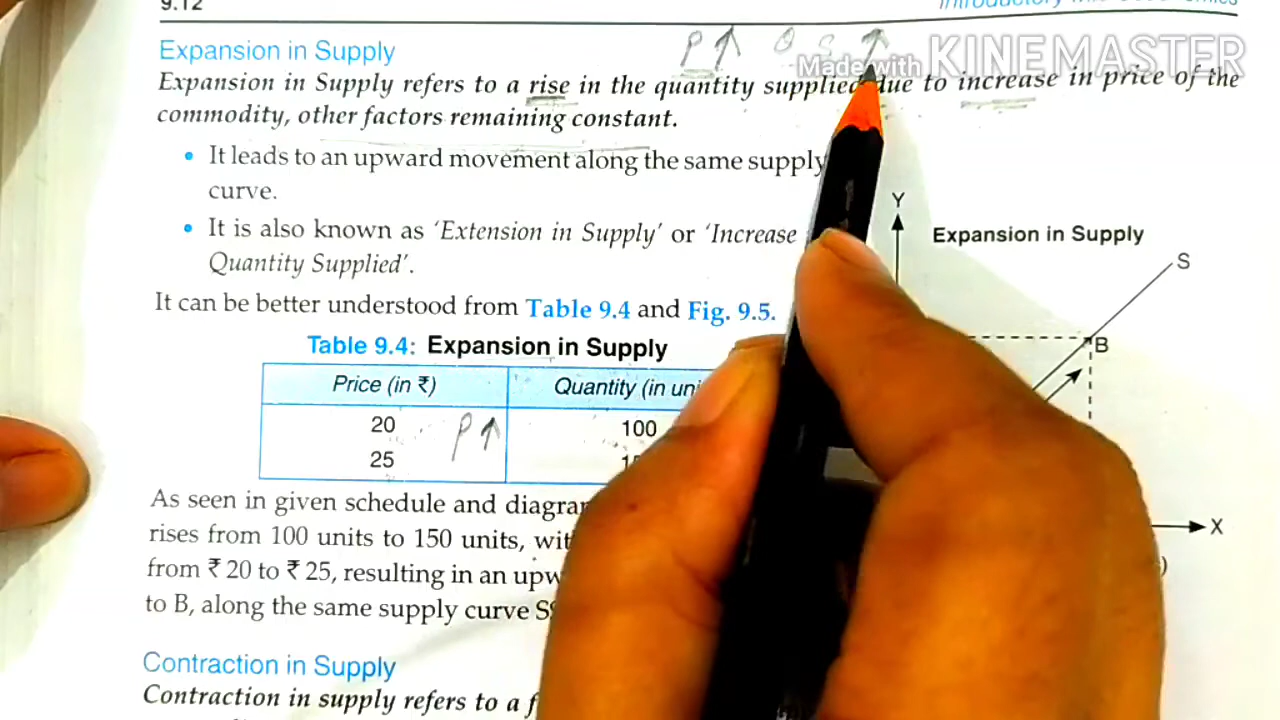 9.12
Expansion in Supply
P↑ Q S ↑
Made with KINEMASTER
Expansion in Supply refers to a rise in the quantity supplied due to increase in price of the
commodity, other factors remaining constant.
• It leads to an upward movement along the same supply
curve.
• It is also known as 'Extension in Supply' or 'Increase
Quantity Supplied'.
It can be better understood from Table 9.4 and Fig. 9.5.
Table 9.4: Expansion in Supply
Price (in ₹) Quantity (in
20 100
25
P↑
Y
Expansion in Supply
S
B
X
As seen in given schedule and
rises from 100 units to 150 units,
from ₹ 20 to ₹ 25, resulting in an
to B, along the same supply curve
Contraction in Supply
Contraction in supply refers to a